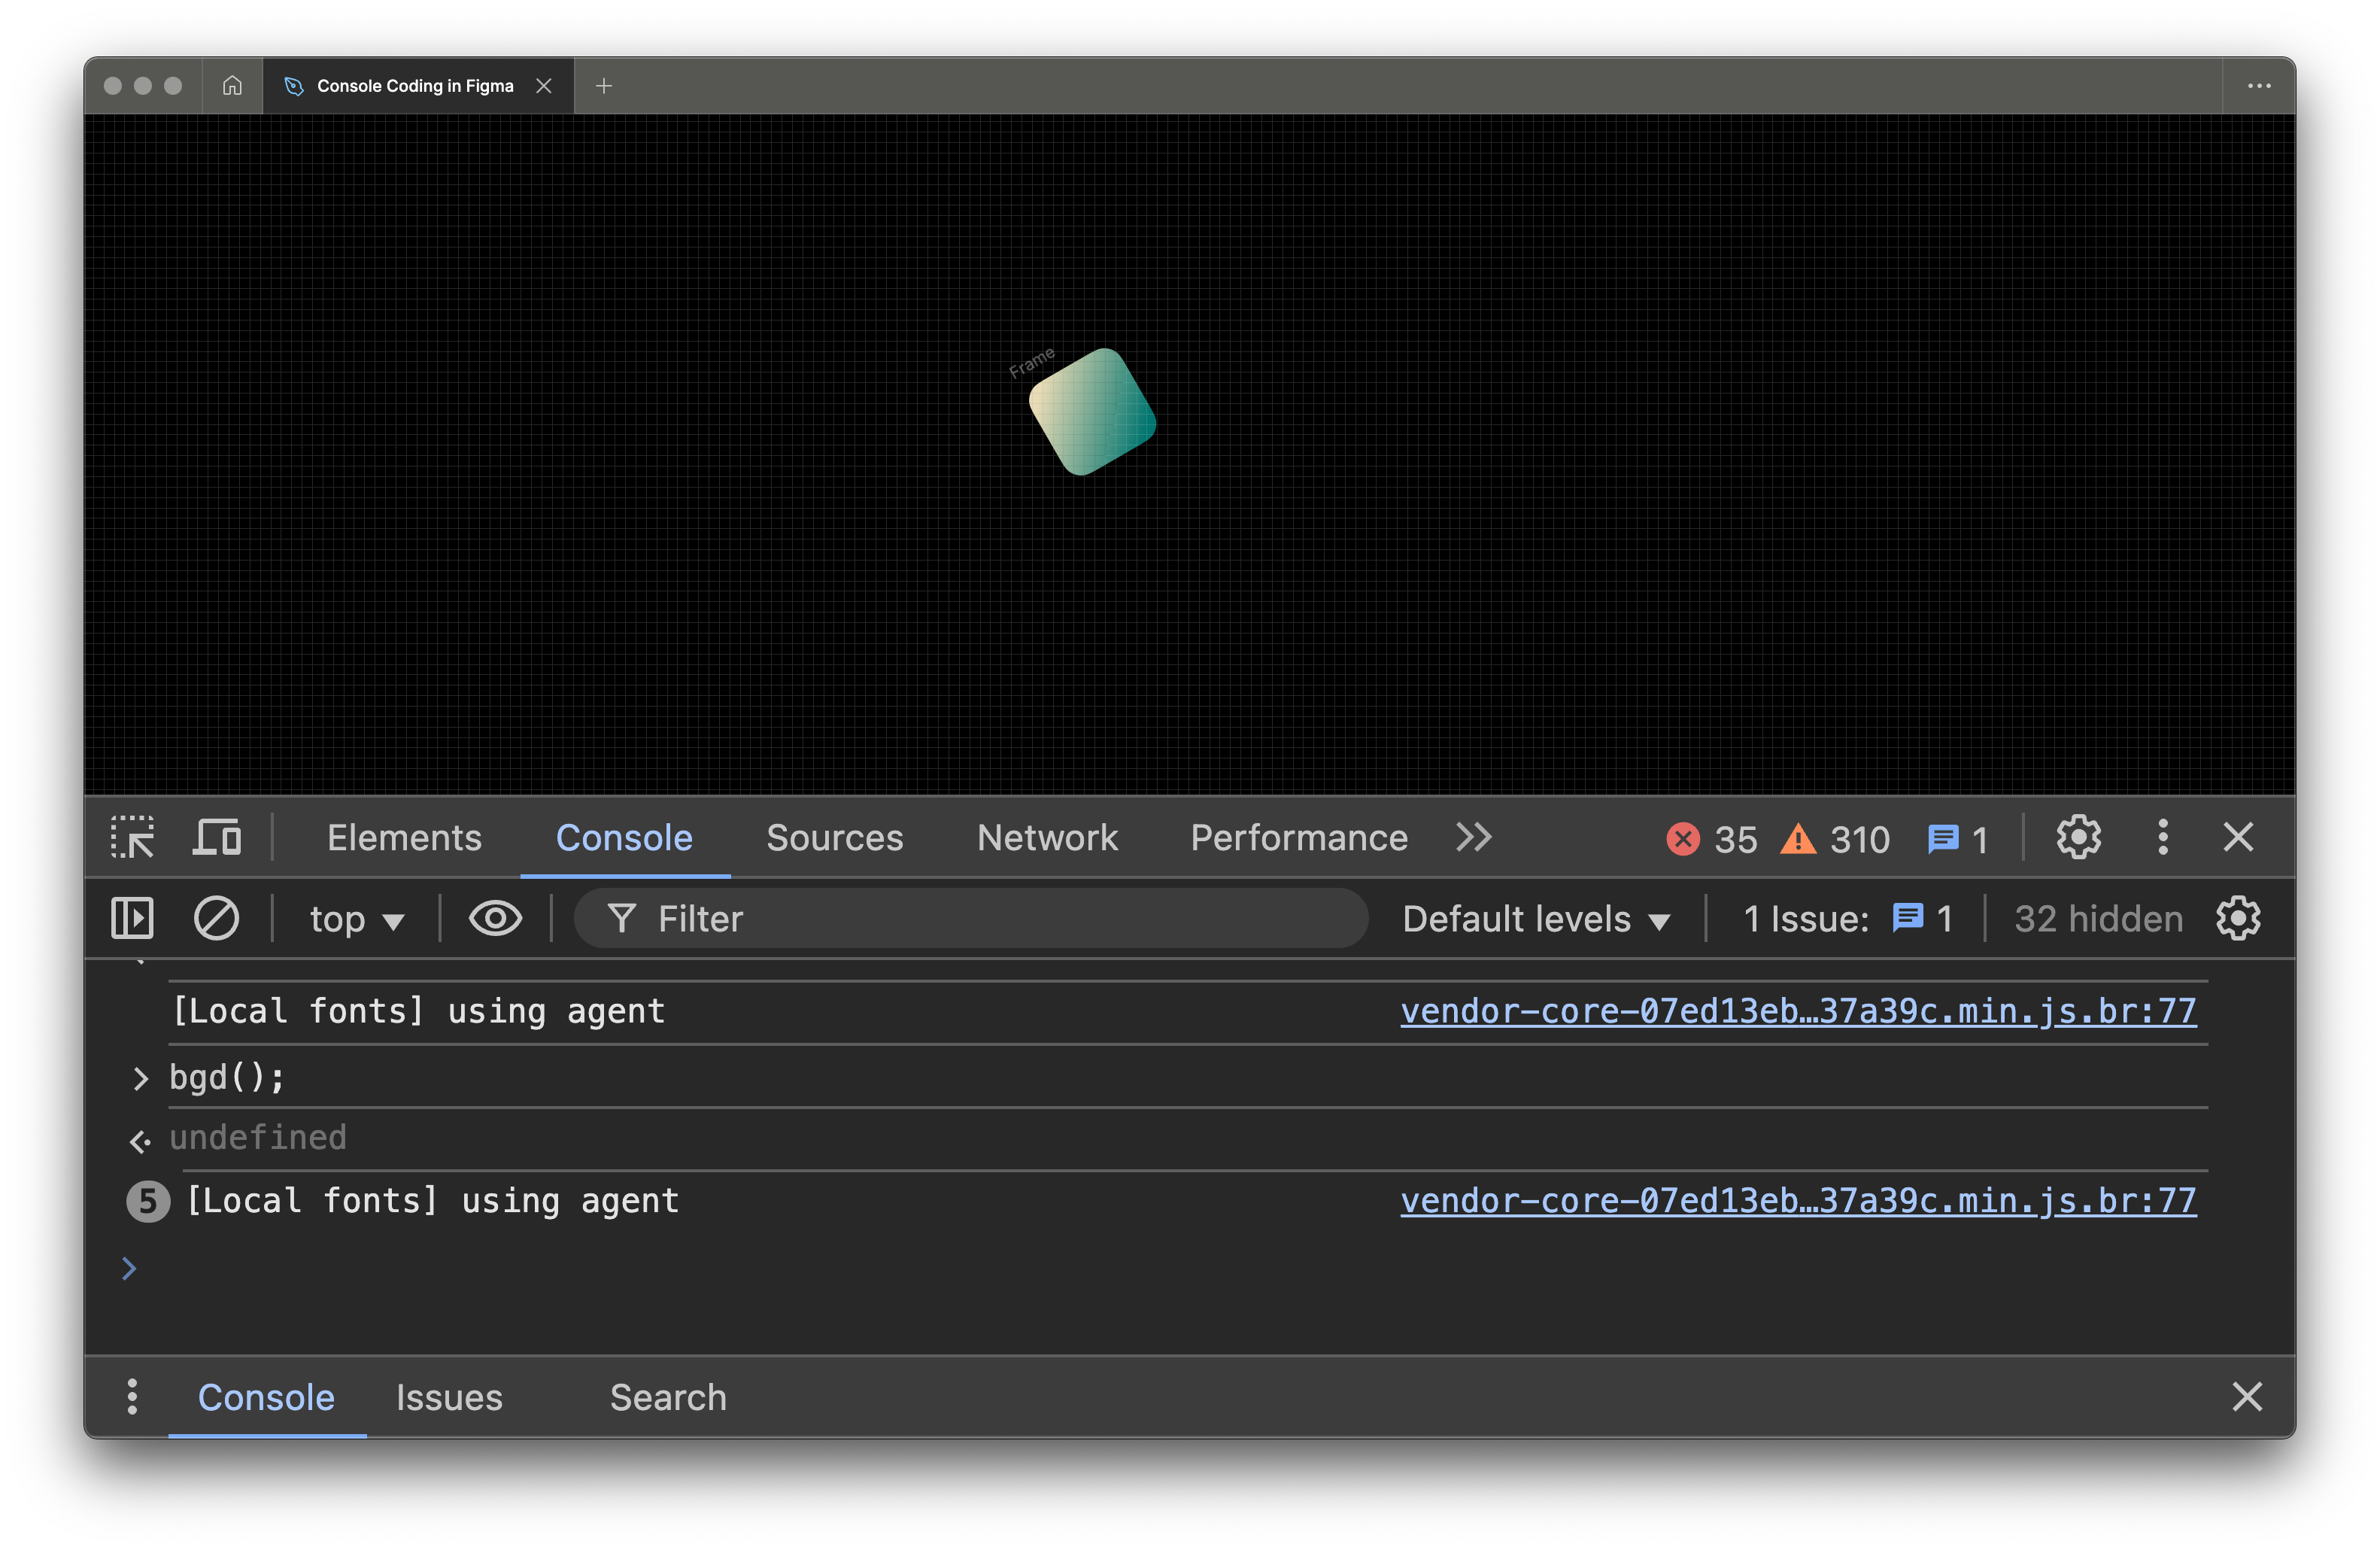 Console Coding in Figma
Frame
Elements Console Sources Network Performance 35 310 1
top Filter Default levels 1 Issue: 1 32 hidden
[Local fonts] using agent vendor-core-07ed13eb…37a39c.min.js.br:77
bgd();
undefined
5 [Local fonts] using agent vendor-core-07ed13eb…37a39c.min.js.br:77
Console Issues Search